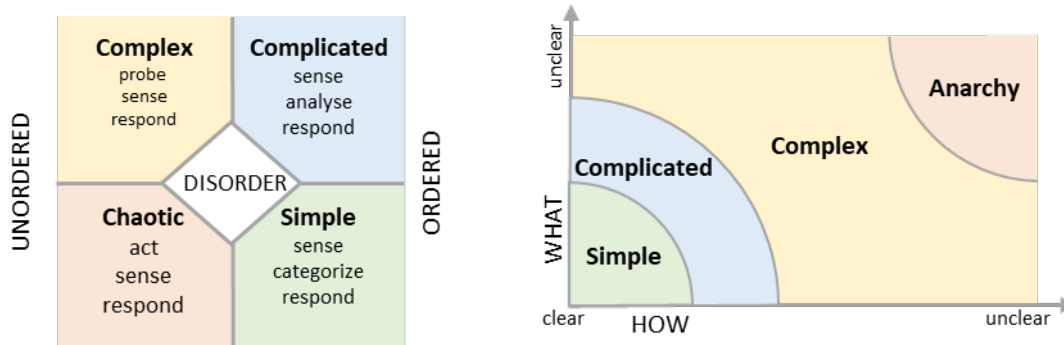 UNORDERED
Complex
probe
sense
respond
Complicated
sense
analyse
respond
DISORDER
Chaotic
act
sense
respond
Simple
sense
categorize
respond
ORDERED
unclear
WHAT
Anarchy
Complex
Complicated
Simple
clear
HOW
unclear